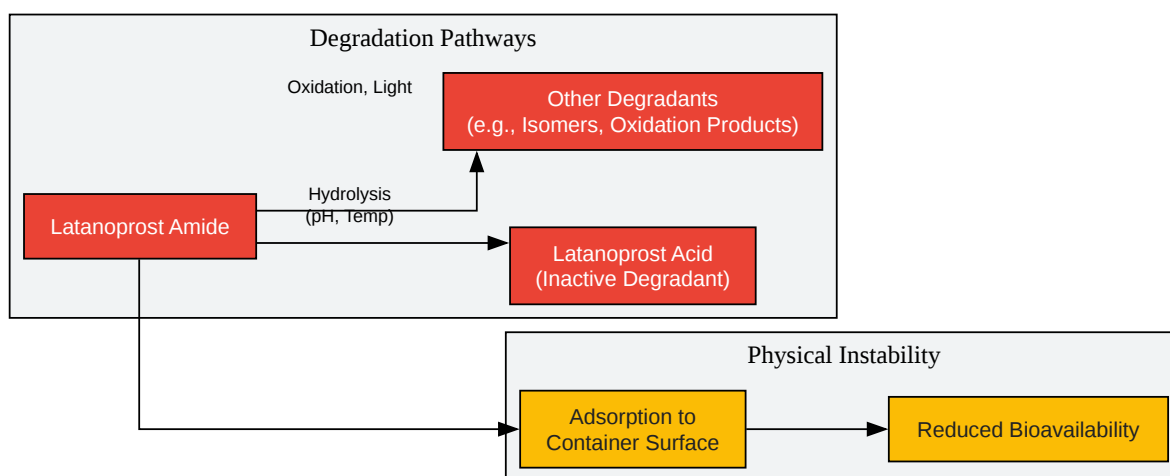 Degradation Pathways
Oxidation, Light
Other Degradants
(e.g., Isomers, Oxidation Products)
Hydrolysis
(pH, Temp)
Latanoprost Amide
Latanoprost Acid
(Inactive Degradant)
Physical Instability
Adsorption to
Container Surface
Reduced Bioavailability